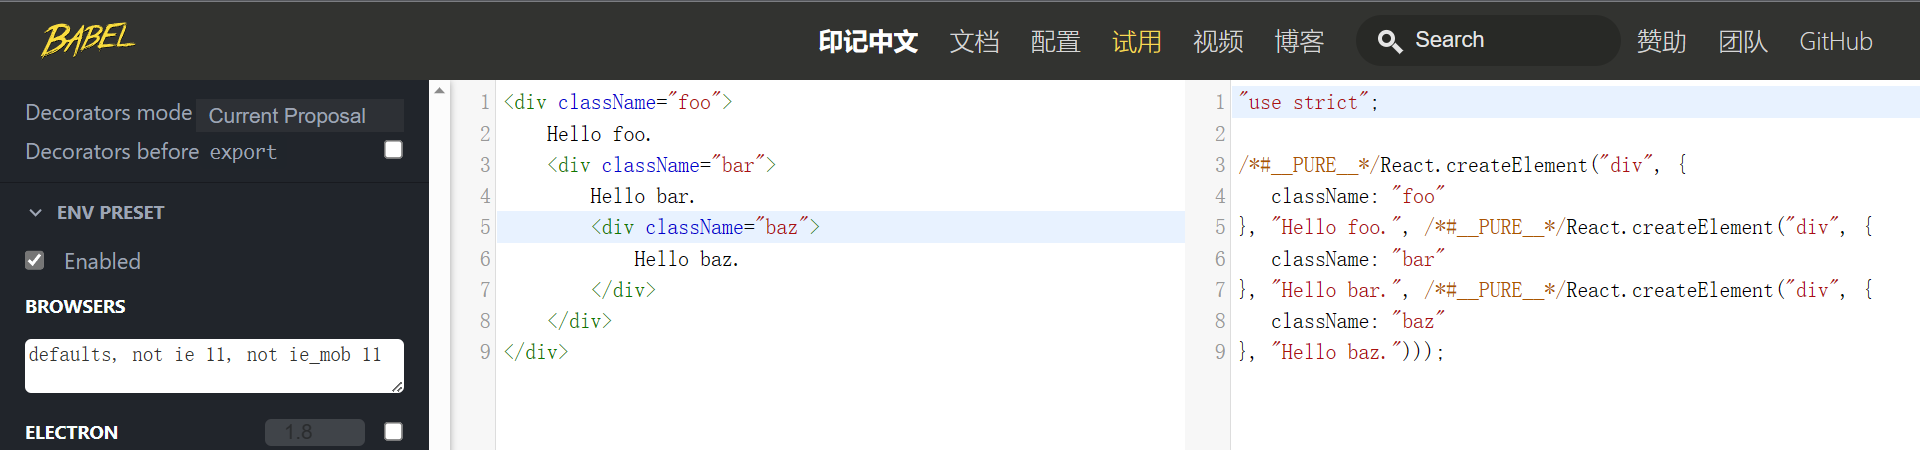 BABEL
印记中文 文档 配置 试用 视频 博客 Search 赞助 团队 GitHub
Decorators mode Current Proposal
Decorators before export
ENV PRESET
Enabled
BROWSERS
defaults, not ie 11, not ie_mob 11
ELECTRON 1.8
1 <div className="foo">
2     Hello foo.
3     <div className="bar">
4         Hello bar.
5         <div className="baz">
6             Hello baz.
7         </div>
8     </div>
9 </div>
1 "use strict";
2
3 /*#__PURE__*/React.createElement("div", {
4   className: "foo"
5 }, "Hello foo.", /*#__PURE__*/React.createElement("div", {
6   className: "bar"
7 }, "Hello bar.", /*#__PURE__*/React.createElement("div", {
8   className: "baz"
9 }, "Hello baz.")));